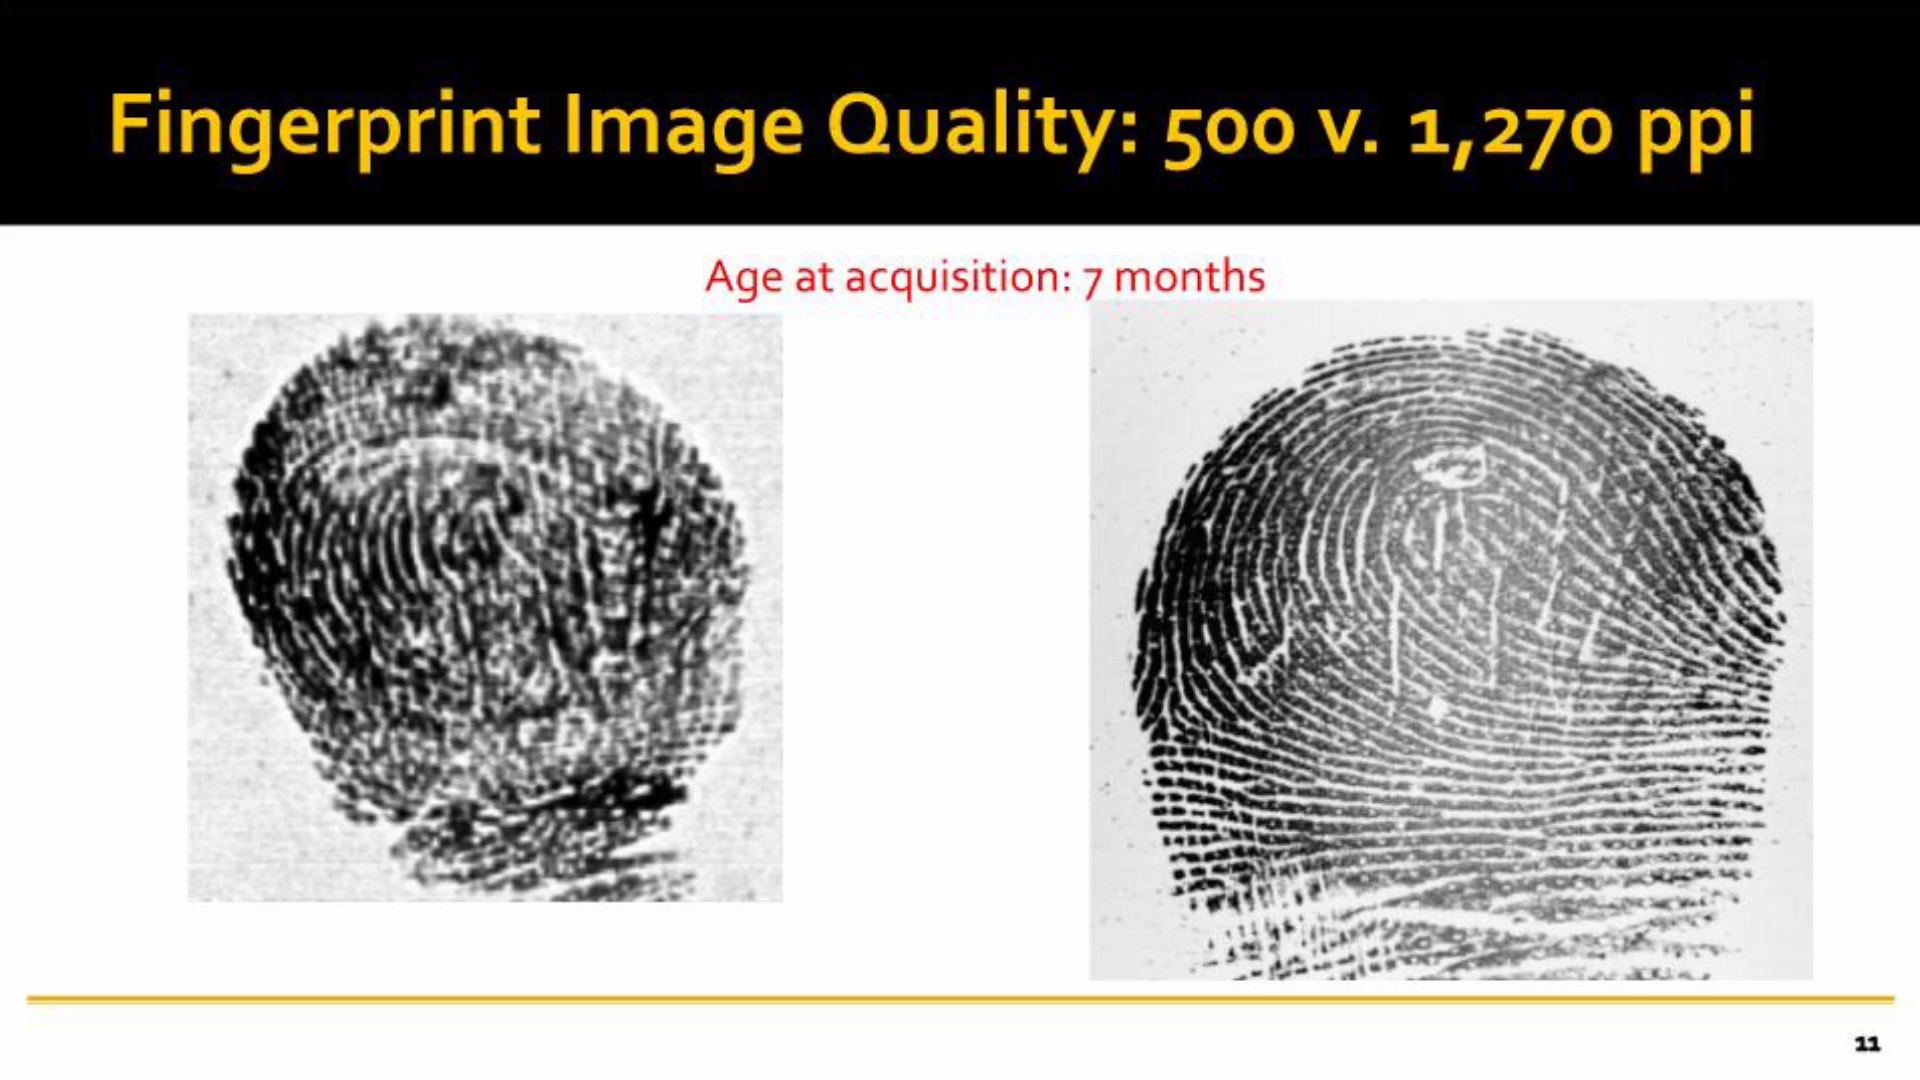 Fingerprint Image Quality: 500 v. 1,270 ppi
Age at acquisition: 7 months
11